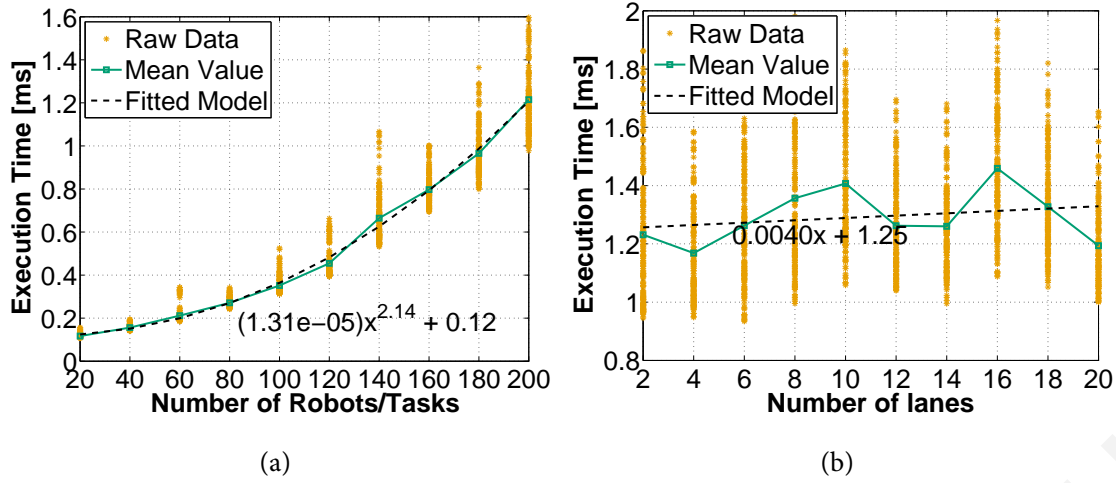 1.6
1.4
1.2
1
0.8
0.6
0.4
0.2
0
Execution Time [ms]
Raw Data
Mean Value
Fitted Model
(1.31e−05)x^2.14 + 0.12
20 40 60 80 100 120 140 160 180 200
Number of Robots/Tasks
(a)
2
1.8
1.6
1.4
1.2
1
0.8
Execution Time [ms]
Raw Data
Mean Value
Fitted Model
0.0040x + 1.25
2 4 6 8 10 12 14 16 18 20
Number of lanes
(b)